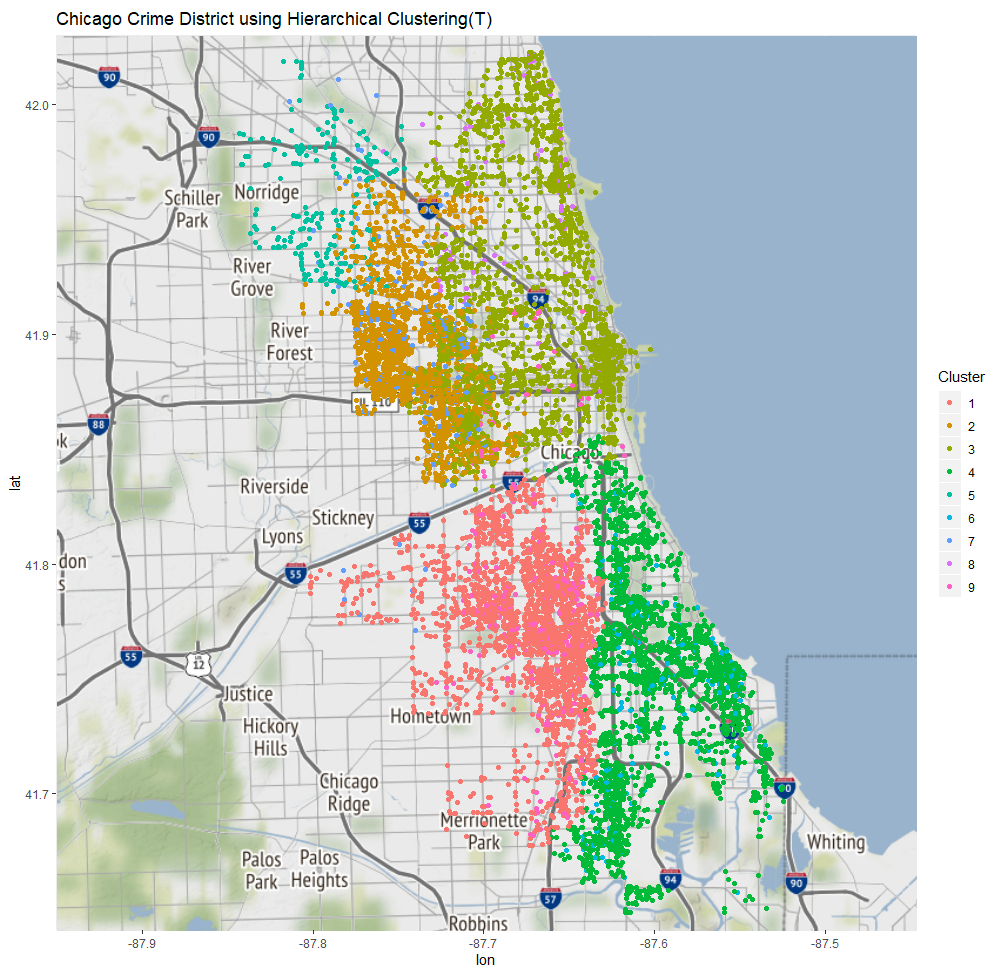 Chicago Crime District using Hierarchical Clustering(T)
90
90
Schiller
Park
Norridge
River
Grove
94
River
Forest
IL 110
88
k
Chicago
Riverside
Stickney
55
Lyons
55
don
s
55
US
12
Justice
Hometown
Hickory
Hills
Chicago
Ridge
Merrionette
Park
Whiting
Palos
Park
Palos
Heights
57
94
90
Robbins
42.0
41.9
41.8
41.7
lat
-87.9
-87.8
-87.7
-87.6
-87.5
lon
Cluster
1
2
3
4
5
6
7
8
9